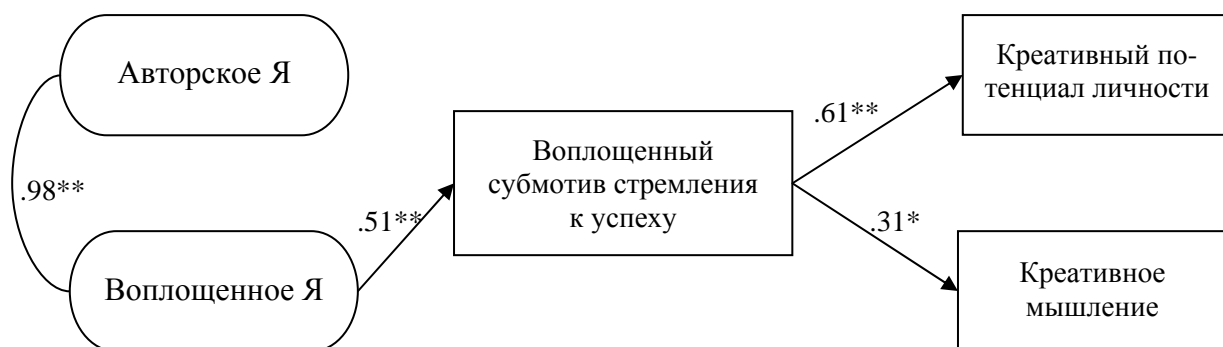 Авторское Я
.98**
Воплощенное Я
.51**
Воплощенный
субмотив стремления
к успеху
.61**
.31*
Креативный по-
тенциал личности
Креативное
мышление